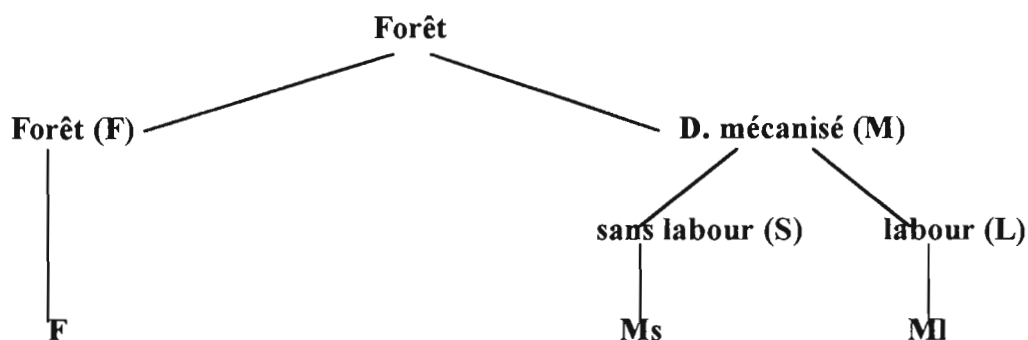 Forêt
Forêt (F) D. mécanisé (M)
sans labour (S) labour (L)
F Ms Ml